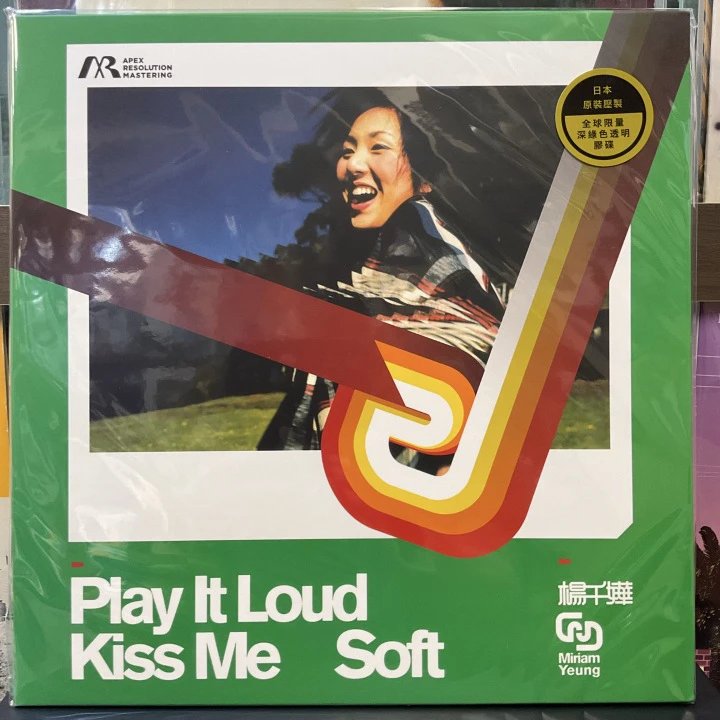 AR APEX
RESOLUTION
MASTERING
日本
原裝壓製
全球限量
深綠色透明
膠碟
Play It Loud
Kiss Me Soft
楊千嬅
Miriam
Yeung